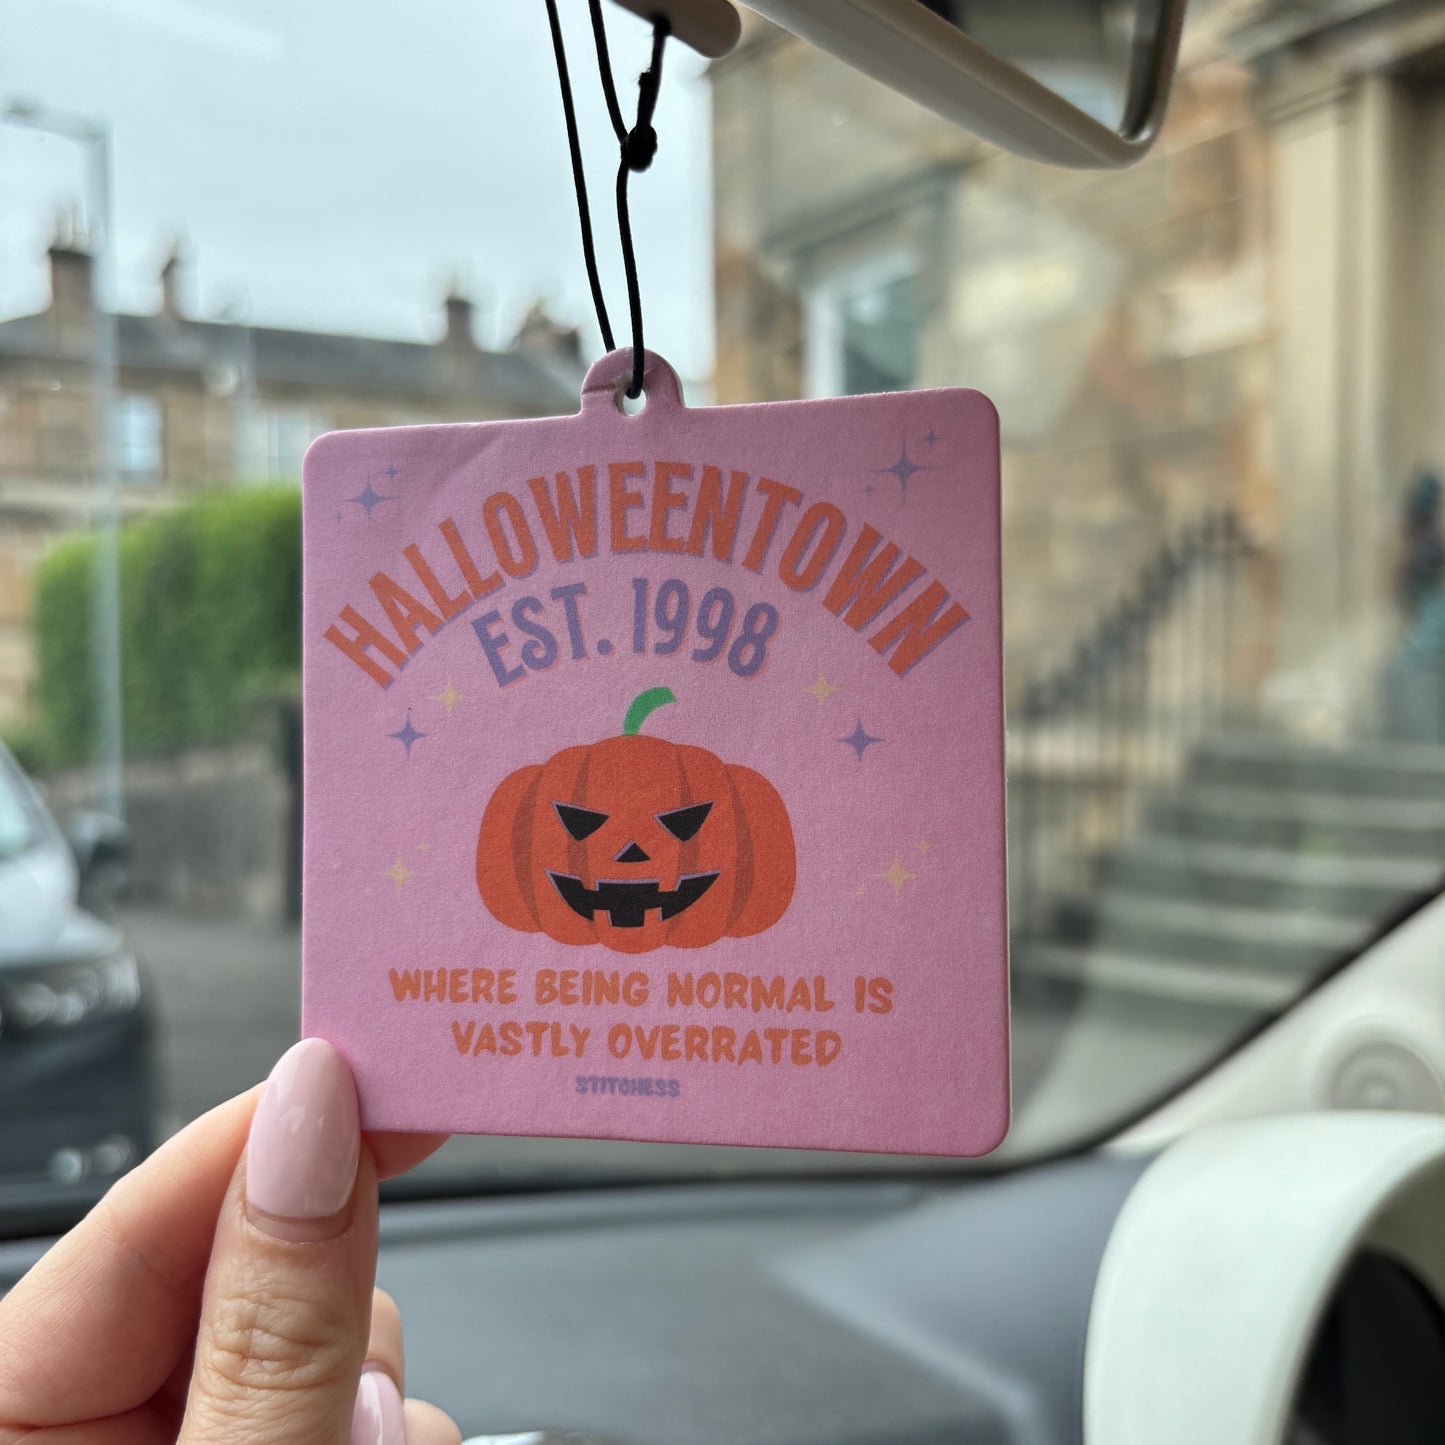 HALLOWEENTOWN
EST. 1998
WHERE BEING NORMAL IS
VASTLY OVERRATED
STITCHESS